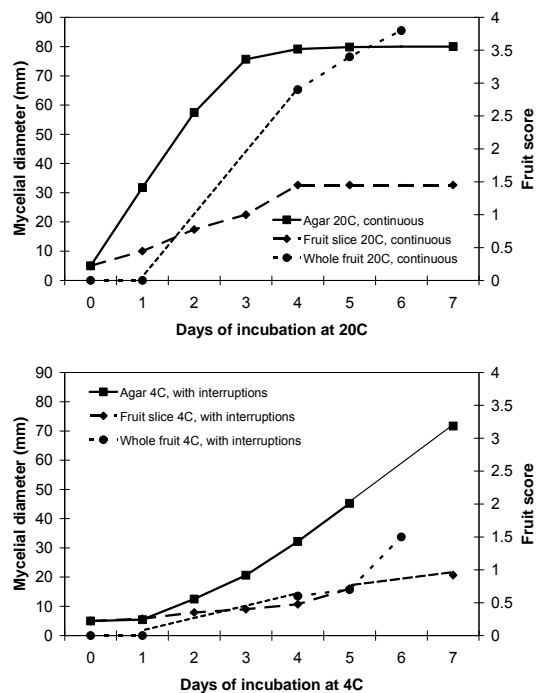 90
80
70
60
50
40
30
20
10
0
Mycelial diameter (mm)
4
3.5
3
2.5
2
1.5
1
0.5
0
Fruit score
Agar 20C, continuous
Fruit slice 20C, continuous
Whole fruit 20C, continuous
0 1 2 3 4 5 6 7
Days of incubation at 20C
90
80
70
60
50
40
30
20
10
0
Mycelial diameter (mm)
4
3.5
3
2.5
2
1.5
1
0.5
0
Fruit score
Agar 4C, with interruptions
Fruit slice 4C, with interruptions
Whole fruit 4C, with interruptions
0 1 2 3 4 5 6 7
Days of incubation at 4C